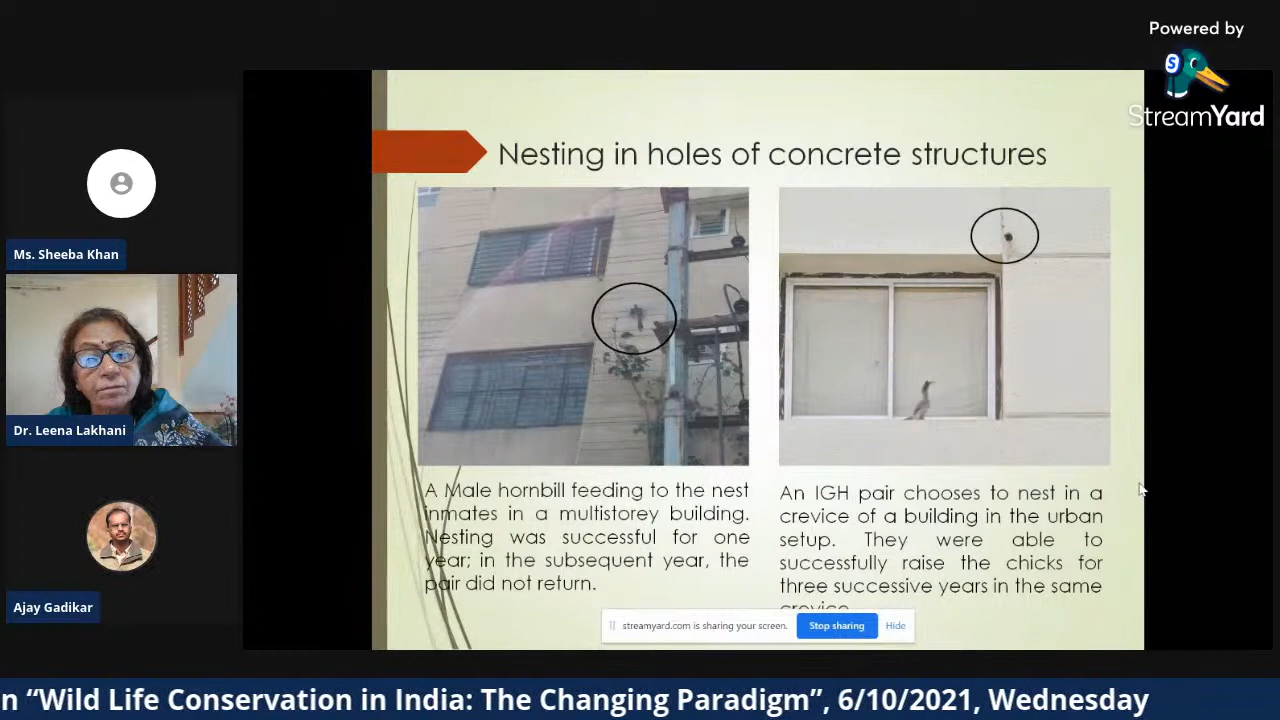 Powered by
StreamYard
Ms. Sheeba Khan
Dr. Leena Lakhani
Ajay Gadikar
Nesting in holes of concrete structures
A Male hornbill feeding to the nest
inmates in a multistorey building.
Nesting was successful for one
year; in the subsequent year, the
pair did not return.
An IGH pair chooses to nest in a
crevice of a building in the urban
setup. They were able to
successfully raise the chicks for
three successive years in the same
crevice
streamyard.com is sharing your screen.
Stop sharing
Hide
n “Wild Life Conservation in India: The Changing Paradigm”, 6/10/2021, Wednesday